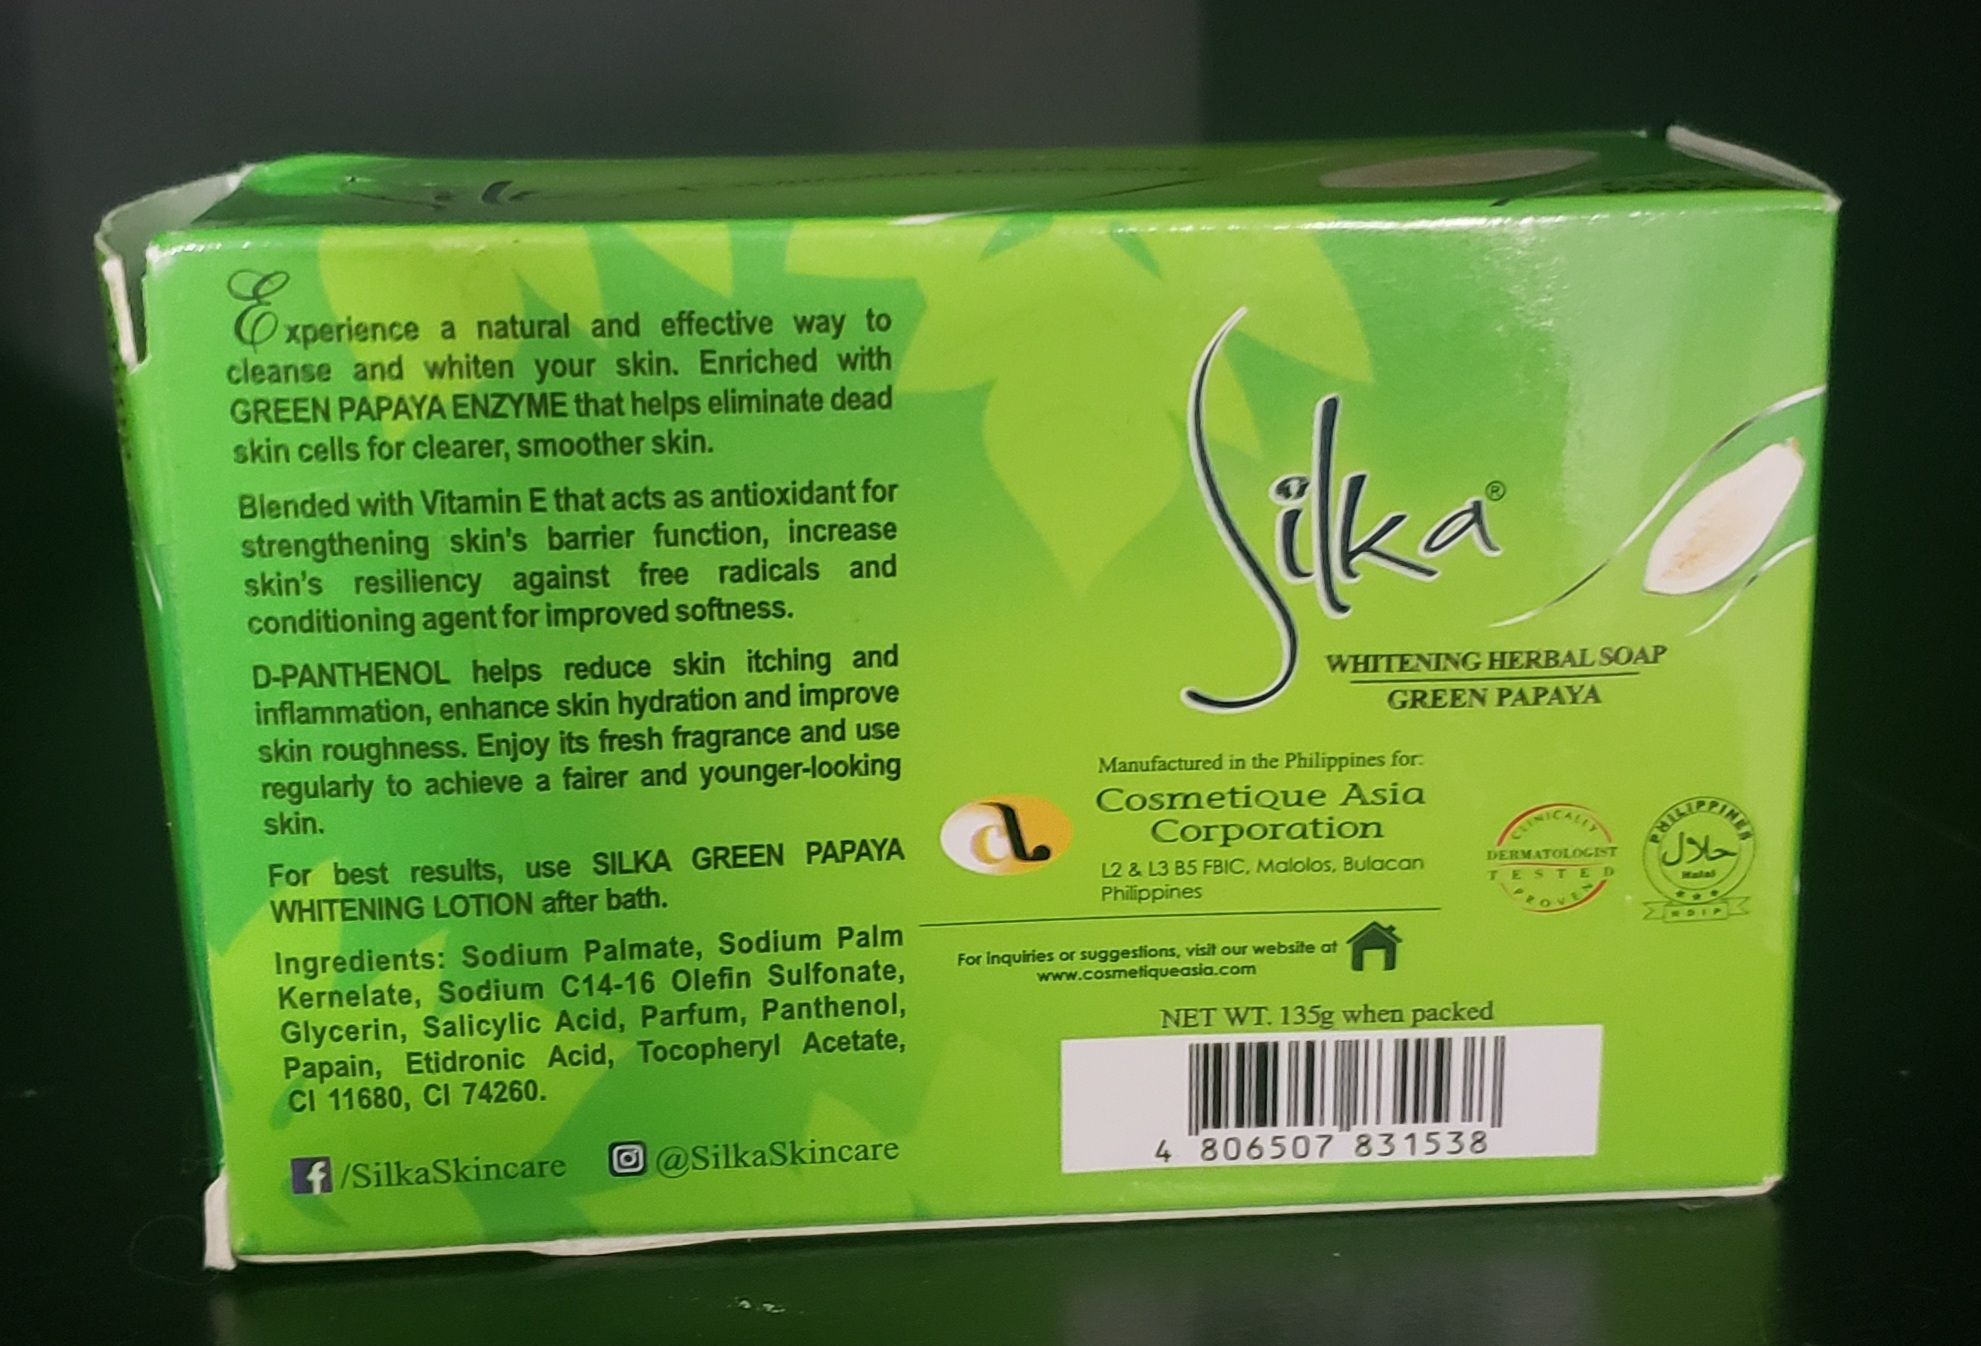 Experience a natural and effective way to
cleanse and whiten your skin. Enriched with
GREEN PAPAYA ENZYME that helps eliminate dead
skin cells for clearer, smoother skin.
Blended with Vitamin E that acts as antioxidant for
strengthening skin's barrier function, increase
skin's resiliency against free radicals and
conditioning agent for improved softness.
D-PANTHENOL helps reduce skin itching and
inflammation, enhance skin hydration and improve
skin roughness. Enjoy its fresh fragrance and use
regularly to achieve a fairer and younger-looking
skin.
For best results, use SILKA GREEN PAPAYA
WHITENING LOTION after bath.
Ingredients: Sodium Palmate, Sodium Palm
Kernelate, Sodium C14-16 Olefin Sulfonate,
Glycerin, Salicylic Acid, Parfum, Panthenol,
Papain, Etidronic Acid, Tocopheryl Acetate,
CI 11680, CI 74260.
f /SilkaSkincare @SilkaSkincare
Silka®
WHITENING HERBAL SOAP
GREEN PAPAYA
Manufactured in the Philippines for:
Cosmetique Asia
Corporation
L2 & L3 B5 FBIC, Malolos, Bulacan
Philippines
CLINICALLY
DERMATOLOGIST
TESTED
PROVEN
PHILIPPINES
حلال
Halal
For inquiries or suggestions, visit our website at
www.cosmetiqueasia.com
NET WT. 135g when packed
4 806507 831538